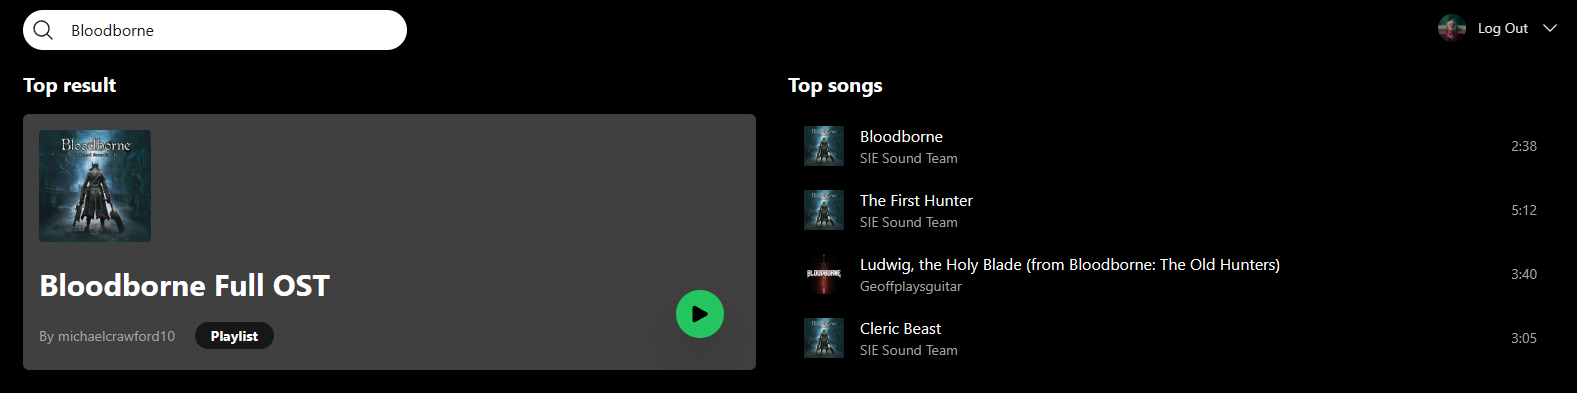 Bloodborne
Log Out
Top result
Bloodborne
Bloodborne Full OST
By michaelcrawford10
Playlist
Top songs
Bloodborne
SIE Sound Team
2:38
The First Hunter
SIE Sound Team
5:12
BLOODBORNE
Ludwig, the Holy Blade (from Bloodborne: The Old Hunters)
Geoffplaysguitar
3:40
Cleric Beast
SIE Sound Team
3:05